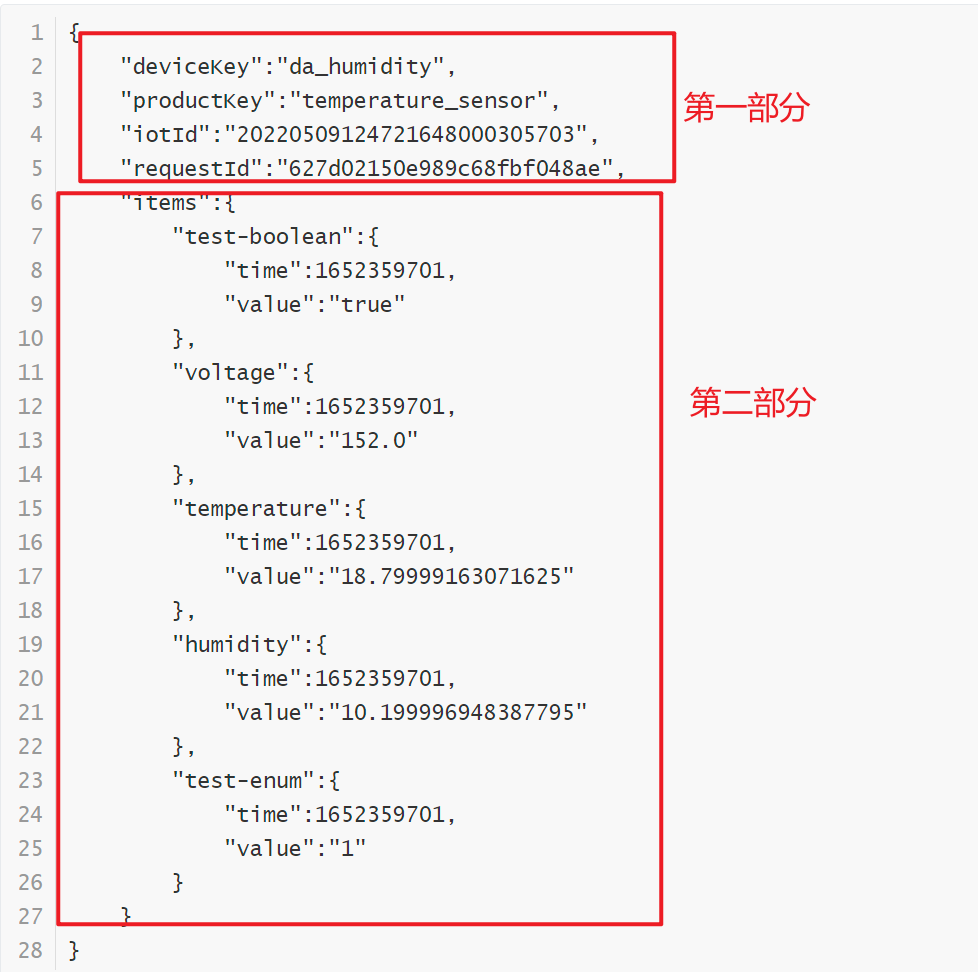 1 {
2 "deviceKey":"da_humidity",
3 "productKey":"temperature_sensor",
第一部分
4 "iotId":"20220509124721648000305703",
5 "requestId":"627d02150e989c68fbf048ae",
6 "items":{
7 "test-boolean":{
8 "time":1652359701,
9 "value":"true"
10 },
11 "voltage":{
12 "time":1652359701,
第二部分
13 "value":"152.0"
14 },
15 "temperature":{
16 "time":1652359701,
17 "value":"18.79999163071625"
18 },
19 "humidity":{
20 "time":1652359701,
21 "value":"10.199996948387795"
22 },
23 "test-enum":{
24 "time":1652359701,
25 "value":"1"
26 }
27 }
28 }